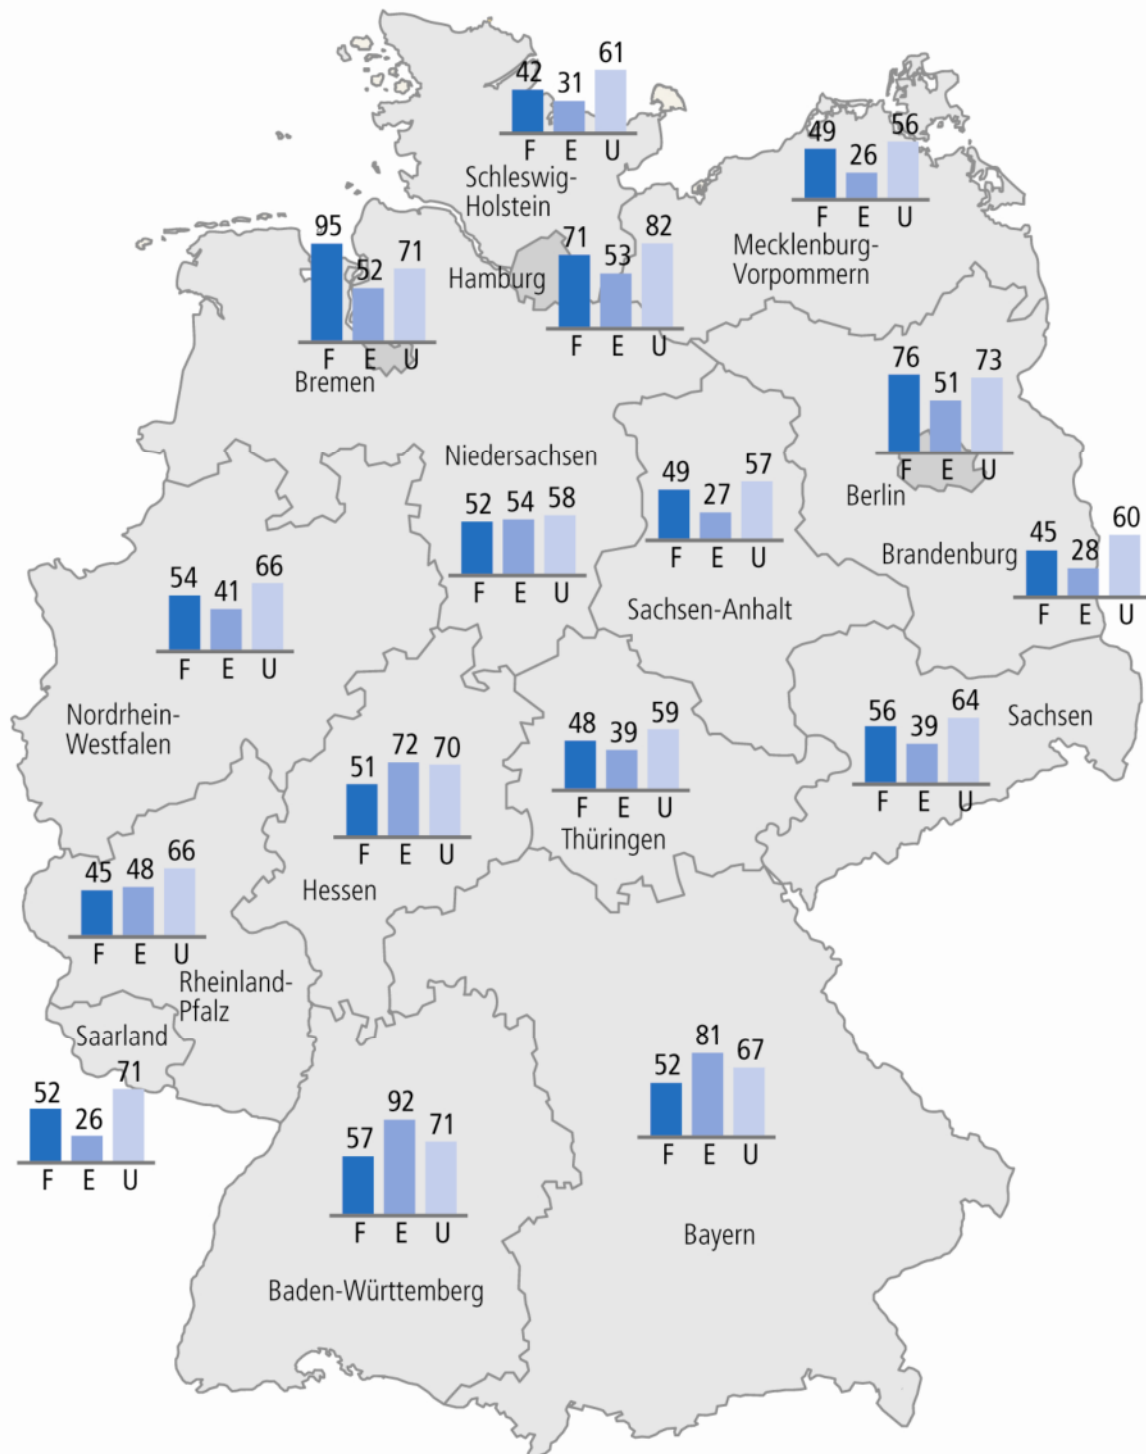 42 31 61
F E U
Schleswig-
Holstein
49 26 56
F E U
Mecklenburg-
Vorpommern
95 52 71
F E U
Bremen
Hamburg
71 53 82
F E U
76 51 73
F E U
Berlin
Niedersachsen
52 54 58
F E U
49 27 57
F E U
Sachsen-Anhalt
Brandenburg
45 28 60
F E U
54 41 66
F E U
Nordrhein-
Westfalen
51 72 70
F E U
Hessen
48 39 59
F E U
Thüringen
56 39 64
F E U
Sachsen
45 48 66
F E U
Rheinland-
Pfalz
Saarland
52 26 71
F E U
57 92 71
F E U
Baden-Württemberg
52 81 67
F E U
Bayern